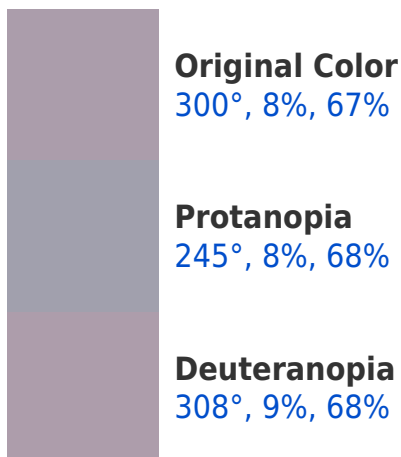 Original Color
300°, 8%, 67%
Protanopia
245°, 8%, 68%
Deuteranopia
308°, 9%, 68%